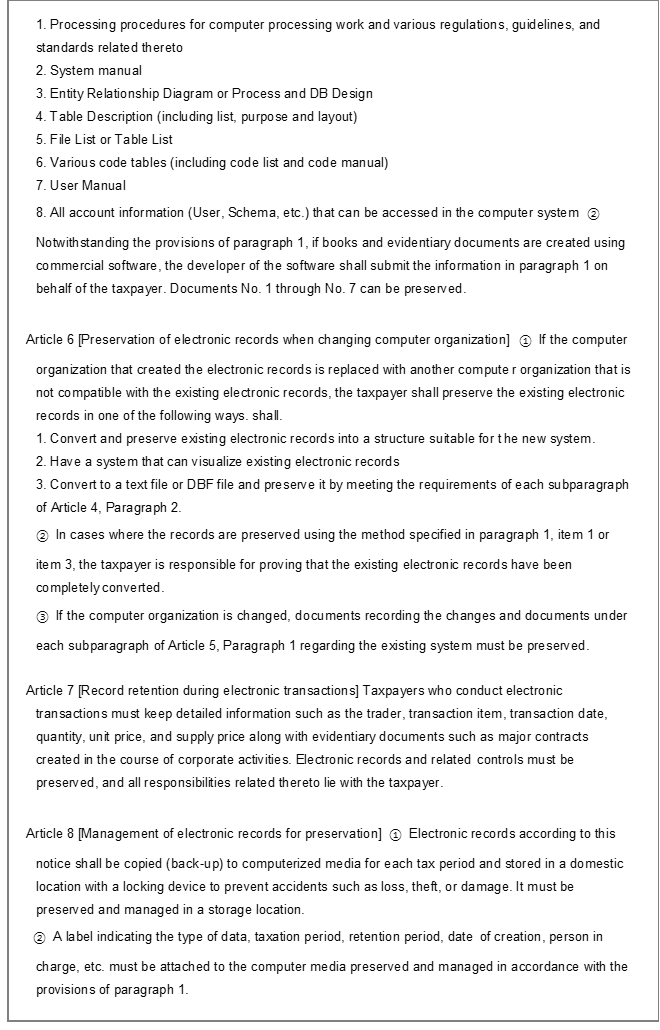 1. Processing procedures for computer processing work and various regulations, guidelines, and
standards related thereto
2. System manual
3. Entity Relationship Diagram or Process and DB Design
4. Table Description (including list, purpose and layout)
5. File List or Table List
6. Various code tables (including code list and code manual)
7. User Manual
8. All account information (User, Schema, etc.) that can be accessed in the computer system ②
Notwithstanding the provisions of paragraph 1, if books and evidentiary documents are created using
commercial software, the developer of the software shall submit the information in paragraph 1 on
behalf of the taxpayer. Documents No. 1 through No. 7 can be preserved.
Article 6 [Preservation of electronic records when changing computer organization] ① If the computer
organization that created the electronic records is replaced with another compute r organization that is
not compatible with the existing electronic records, the taxpayer shall preserve the existing electronic
records in one of the following ways. shall.
1. Convert and preserve existing electronic records into a structure suitable for the new system.
2. Have a system that can visualize existing electronic records
3. Convert to a text file or DBF file and preserve it by meeting the requirements of each subparagraph
of Article 4, Paragraph 2.
② In cases where the records are preserved using the method specified in paragraph 1, item 1 or
item 3, the taxpayer is responsible for proving that the existing electronic records have been
completely converted.
③ If the computer organization is changed, documents recording the changes and documents under
each subparagraph of Article 5, Paragraph 1 regarding the existing system must be preserved.
Article 7 [Record retention during electronic transactions] Taxpayers who conduct electronic
transactions must keep detailed information such as the trader, transaction item, transaction date,
quantity, unit price, and supply price along with evidentiary documents such as major contracts
created in the course of corporate activities. Electronic records and related controls must be
preserved, and all responsibilities related thereto lie with the taxpayer.
Article 8 [Management of electronic records for preservation] ① Electronic records according to this
notice shall be copied (back-up) to computerized media for each tax period and stored in a domestic
location with a locking device to prevent accidents such as loss, theft, or damage. It must be
preserved and managed in a storage location.
② A label indicating the type of data, taxation period, retention period, date of creation, person in
charge, etc. must be attached to the computer media preserved and managed in accordance with the
provisions of paragraph 1.